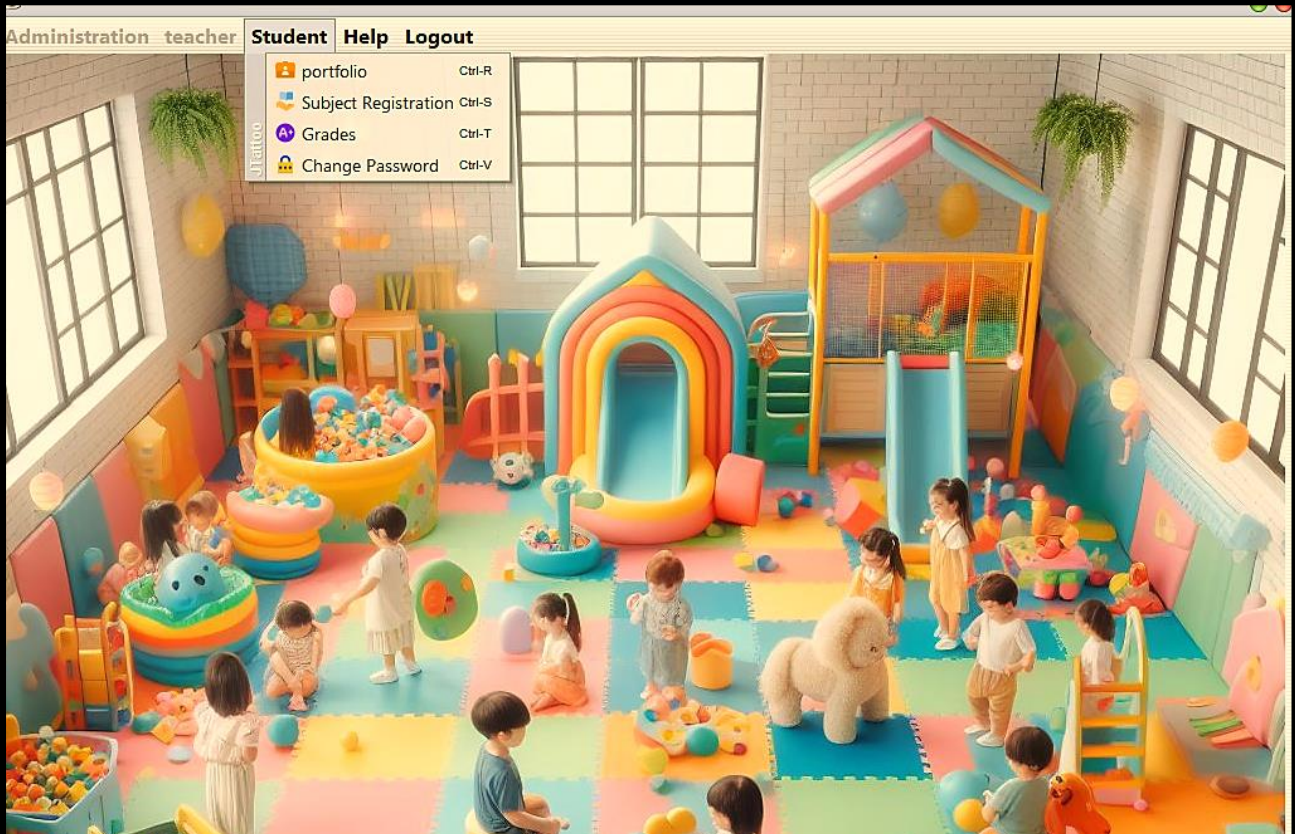 Administration teacher Student Help Logout
portfolio Ctrl-R
Subject Registration Ctrl-S
A+ Grades Ctrl-T
Change Password Ctrl-V
JTattoo